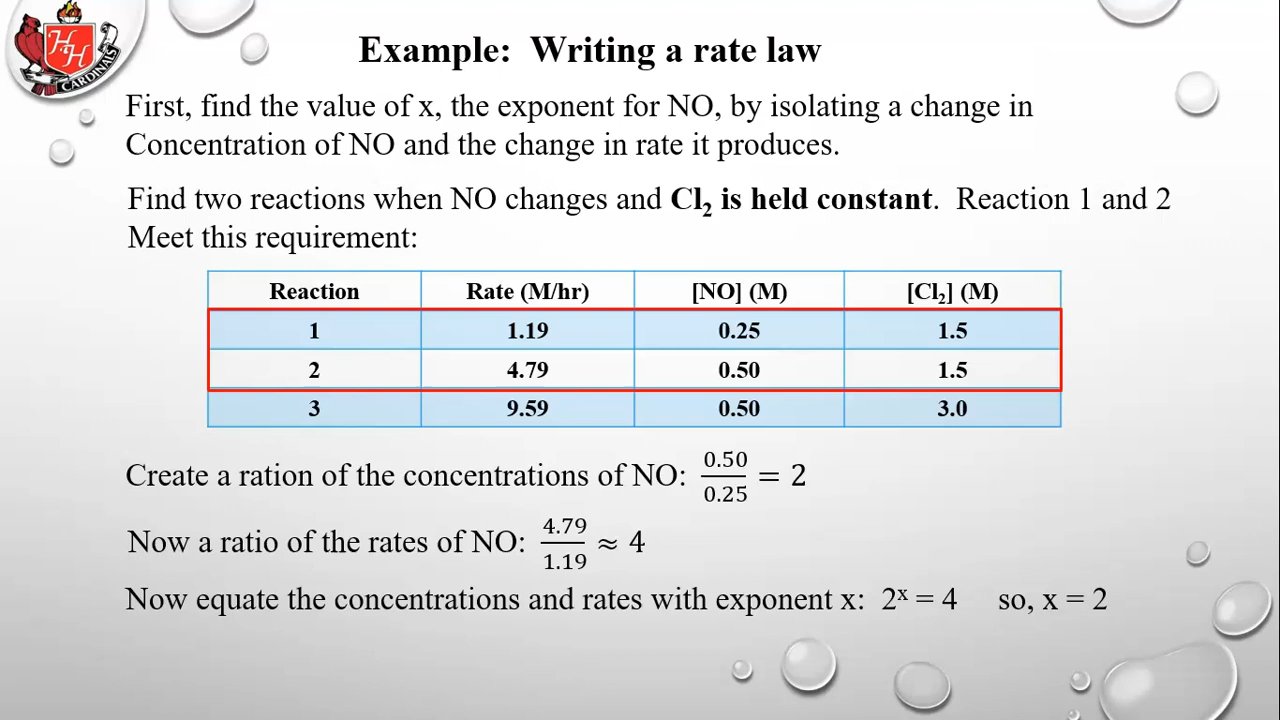 H
H
CARDINALS
Example: Writing a rate law
First, find the value of x, the exponent for NO, by isolating a change in
Concentration of NO and the change in rate it produces.
Find two reactions when NO changes and Cl₂ is held constant. Reaction 1 and 2
Meet this requirement:
Reaction Rate (M/hr) [NO] (M) [Cl₂] (M)
1 1.19 0.25 1.5
2 4.79 0.50 1.5
3 9.59 0.50 3.0
Create a ration of the concentrations of NO: 0.50/0.25 = 2
Now a ratio of the rates of NO: 4.79/1.19 ≈ 4
Now equate the concentrations and rates with exponent x: 2ˣ = 4 so, x = 2